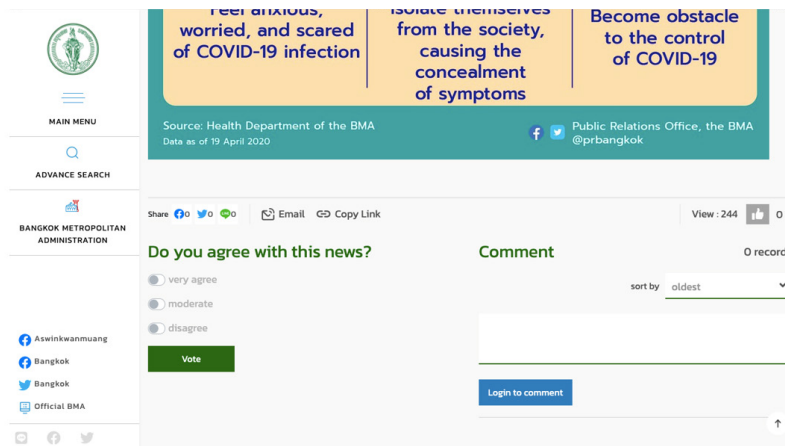 Feel anxious,
worried, and scared
of COVID-19 infection
Isolate themselves
from the society,
causing the
concealment
of symptoms
Become obstacle
to the control
of COVID-19
Source: Health Department of the BMA
Data as of 19 April 2020
Public Relations Office, the BMA
@prbangkok
MAIN MENU
ADVANCE SEARCH
BANGKOK METROPOLITAN
ADMINISTRATION
Aswinkwanmuang
Bangkok
Bangkok
Official BMA
Share 0 0 0 Email Copy Link
View : 244 0
Do you agree with this news?
very agree
moderate
disagree
Vote
Comment
0 record
sort by oldest
Login to comment